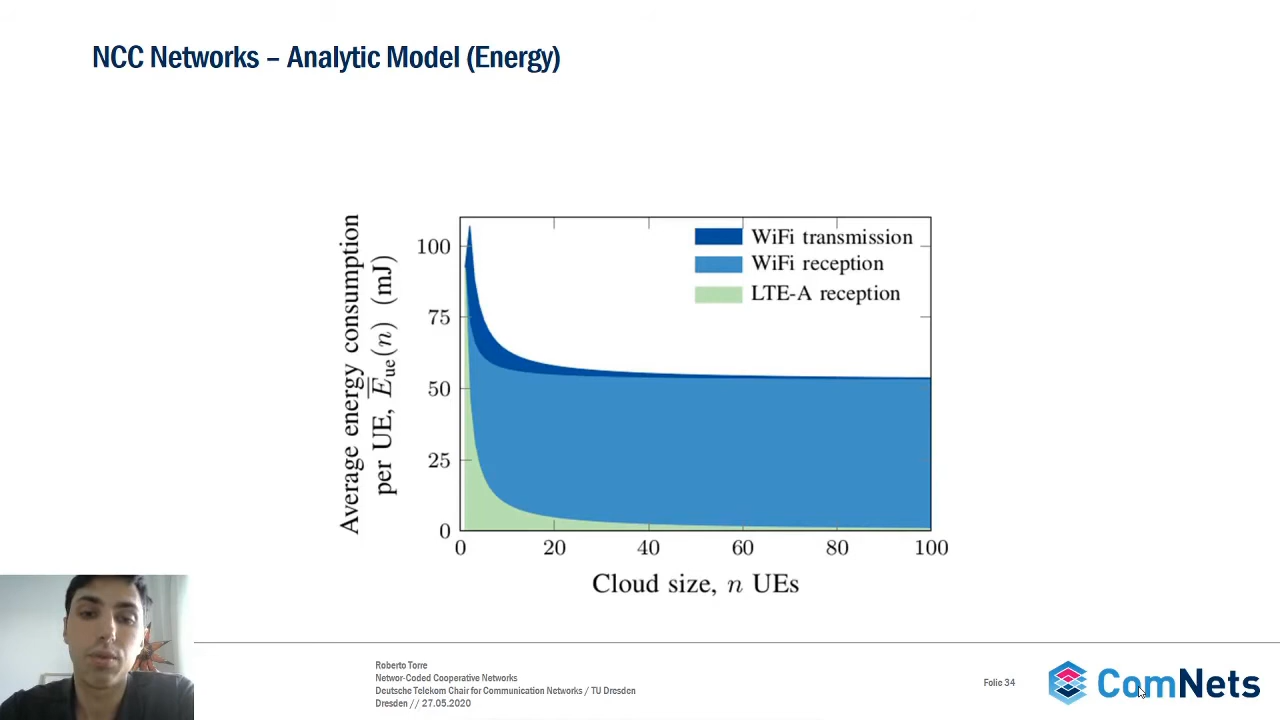 NCC Networks – Analytic Model (Energy)
Average energy consumption
per UE, E̅ue(n) (mJ)
100
75
50
25
0
WiFi transmission
WiFi reception
LTE-A reception
0 20 40 60 80 100
Cloud size, n UEs
Roberto Torre
Networ-Coded Cooperative Networks
Deutsche Telekom Chair for Communication Networks / TU Dresden
Dresden // 27.05.2020
Folie 34
ComNets